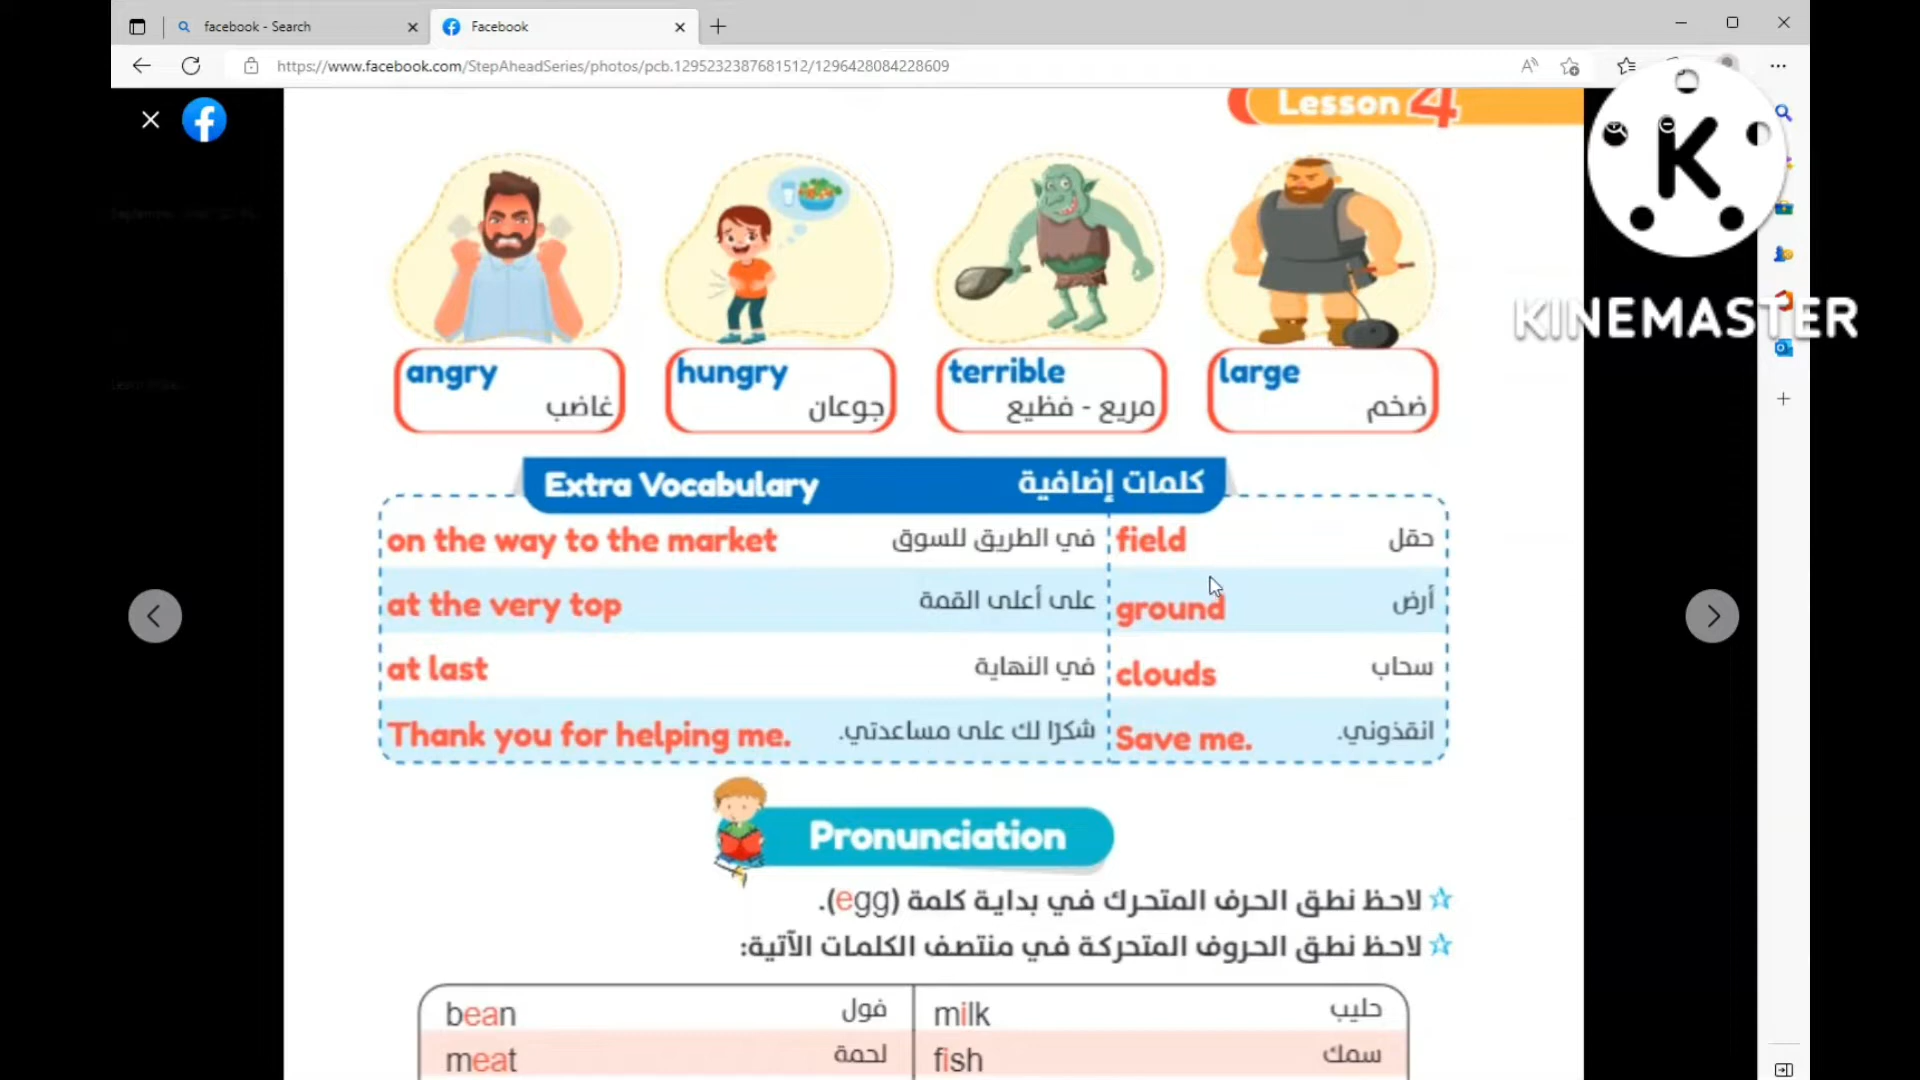 facebook - Search
Facebook
https://www.facebook.com/StepAheadSeries/photos/pcb.1295232387681512/1296428084228609
Lesson 4
K
KINEMASTER
angry
غاضب
hungry
جوعان
terrible
مريع - فظيع
large
ضخم
Extra Vocabulary كلمات إضافية
on the way to the market في الطريق للسوق field حقل
at the very top على أعلى القمة ground أرض
at last في النهاية clouds سحاب
Thank you for helping me. شكرًا لك على مساعدتي. Save me. انقذوني.
Pronunciation
☆ لاحظ نطق الحرف المتحرك في بداية كلمة (egg).
☆ لاحظ نطق الحروف المتحركة في منتصف الكلمات الآتية:
bean فول milk حليب
meat لحمة fish سمك